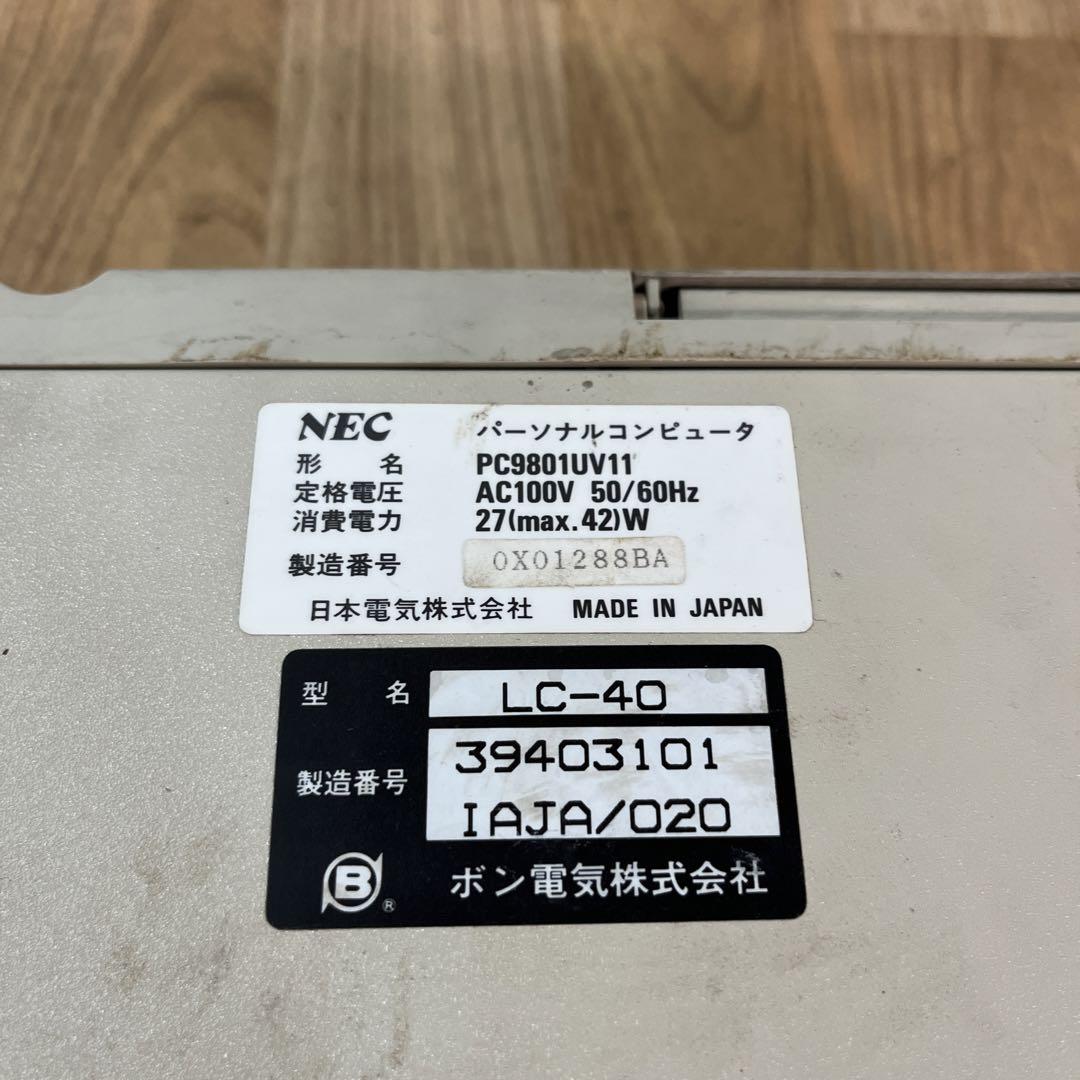 NEC パーソナルコンピュータ
形 名 PC9801UV11
定格電圧 AC100V 50/60Hz
消費電力 27(max.42)W
製造番号 0X01288BA
日本電気株式会社 MADE IN JAPAN
型 名 LC-40
製造番号 39403101
IAJA/020
B ® ボン電気株式会社